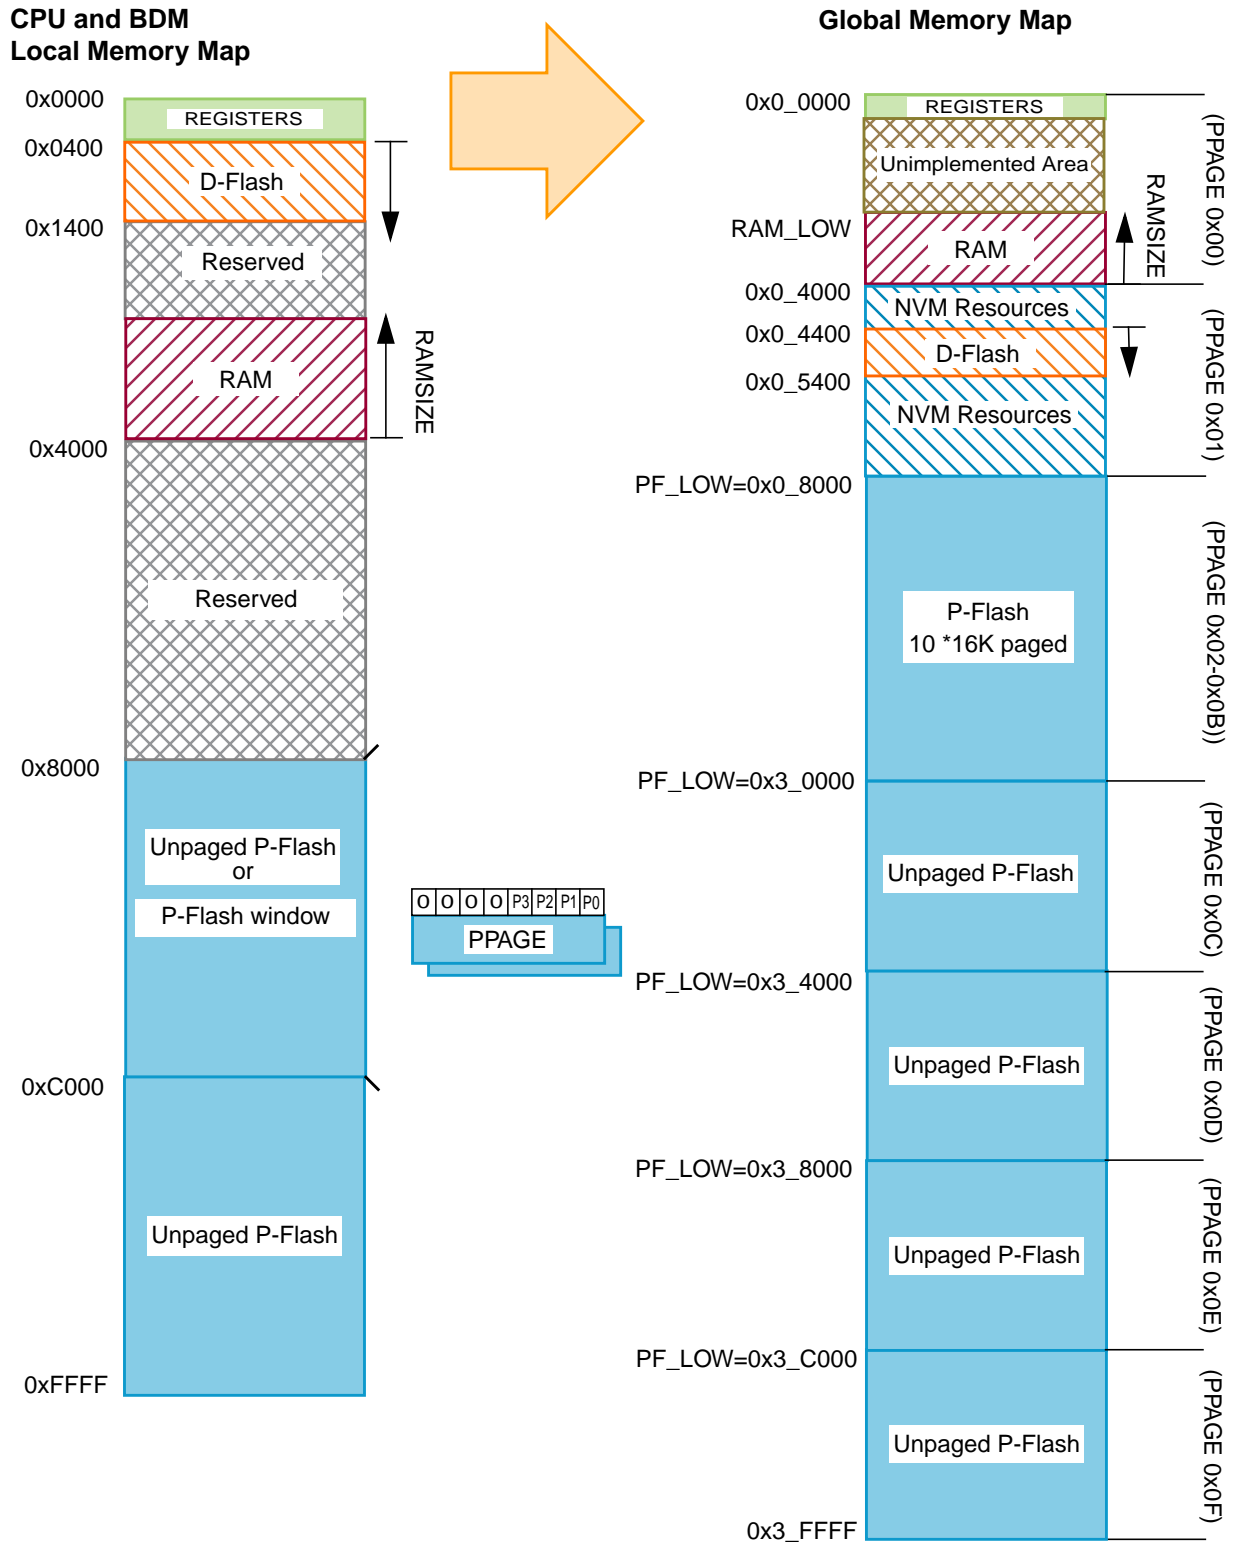 CPU and BDM
Local Memory Map
0x0000
REGISTERS
0x0400
D-Flash
0x1400
Reserved
RAM
RAMSIZE
0x4000
Reserved
0x8000
Unpaged P-Flash
or
P-Flash window
0xC000
Unpaged P-Flash
0xFFFF
0 0 0 0 P3 P2 P1 P0
PPAGE
Global Memory Map
0x0_0000
REGISTERS
Unimplemented Area
RAM_LOW
RAM
RAMSIZE
(PPAGE 0x00)
0x0_4000
NVM Resources
0x0_4400
D-Flash
0x0_5400
NVM Resources
(PPAGE 0x01)
PF_LOW=0x0_8000
P-Flash
10 *16K paged
(PPAGE 0x02-0x0B))
PF_LOW=0x3_0000
Unpaged P-Flash
(PPAGE 0x0C)
PF_LOW=0x3_4000
Unpaged P-Flash
(PPAGE 0x0D)
PF_LOW=0x3_8000
Unpaged P-Flash
(PPAGE 0x0E)
PF_LOW=0x3_C000
Unpaged P-Flash
(PPAGE 0x0F)
0x3_FFFF